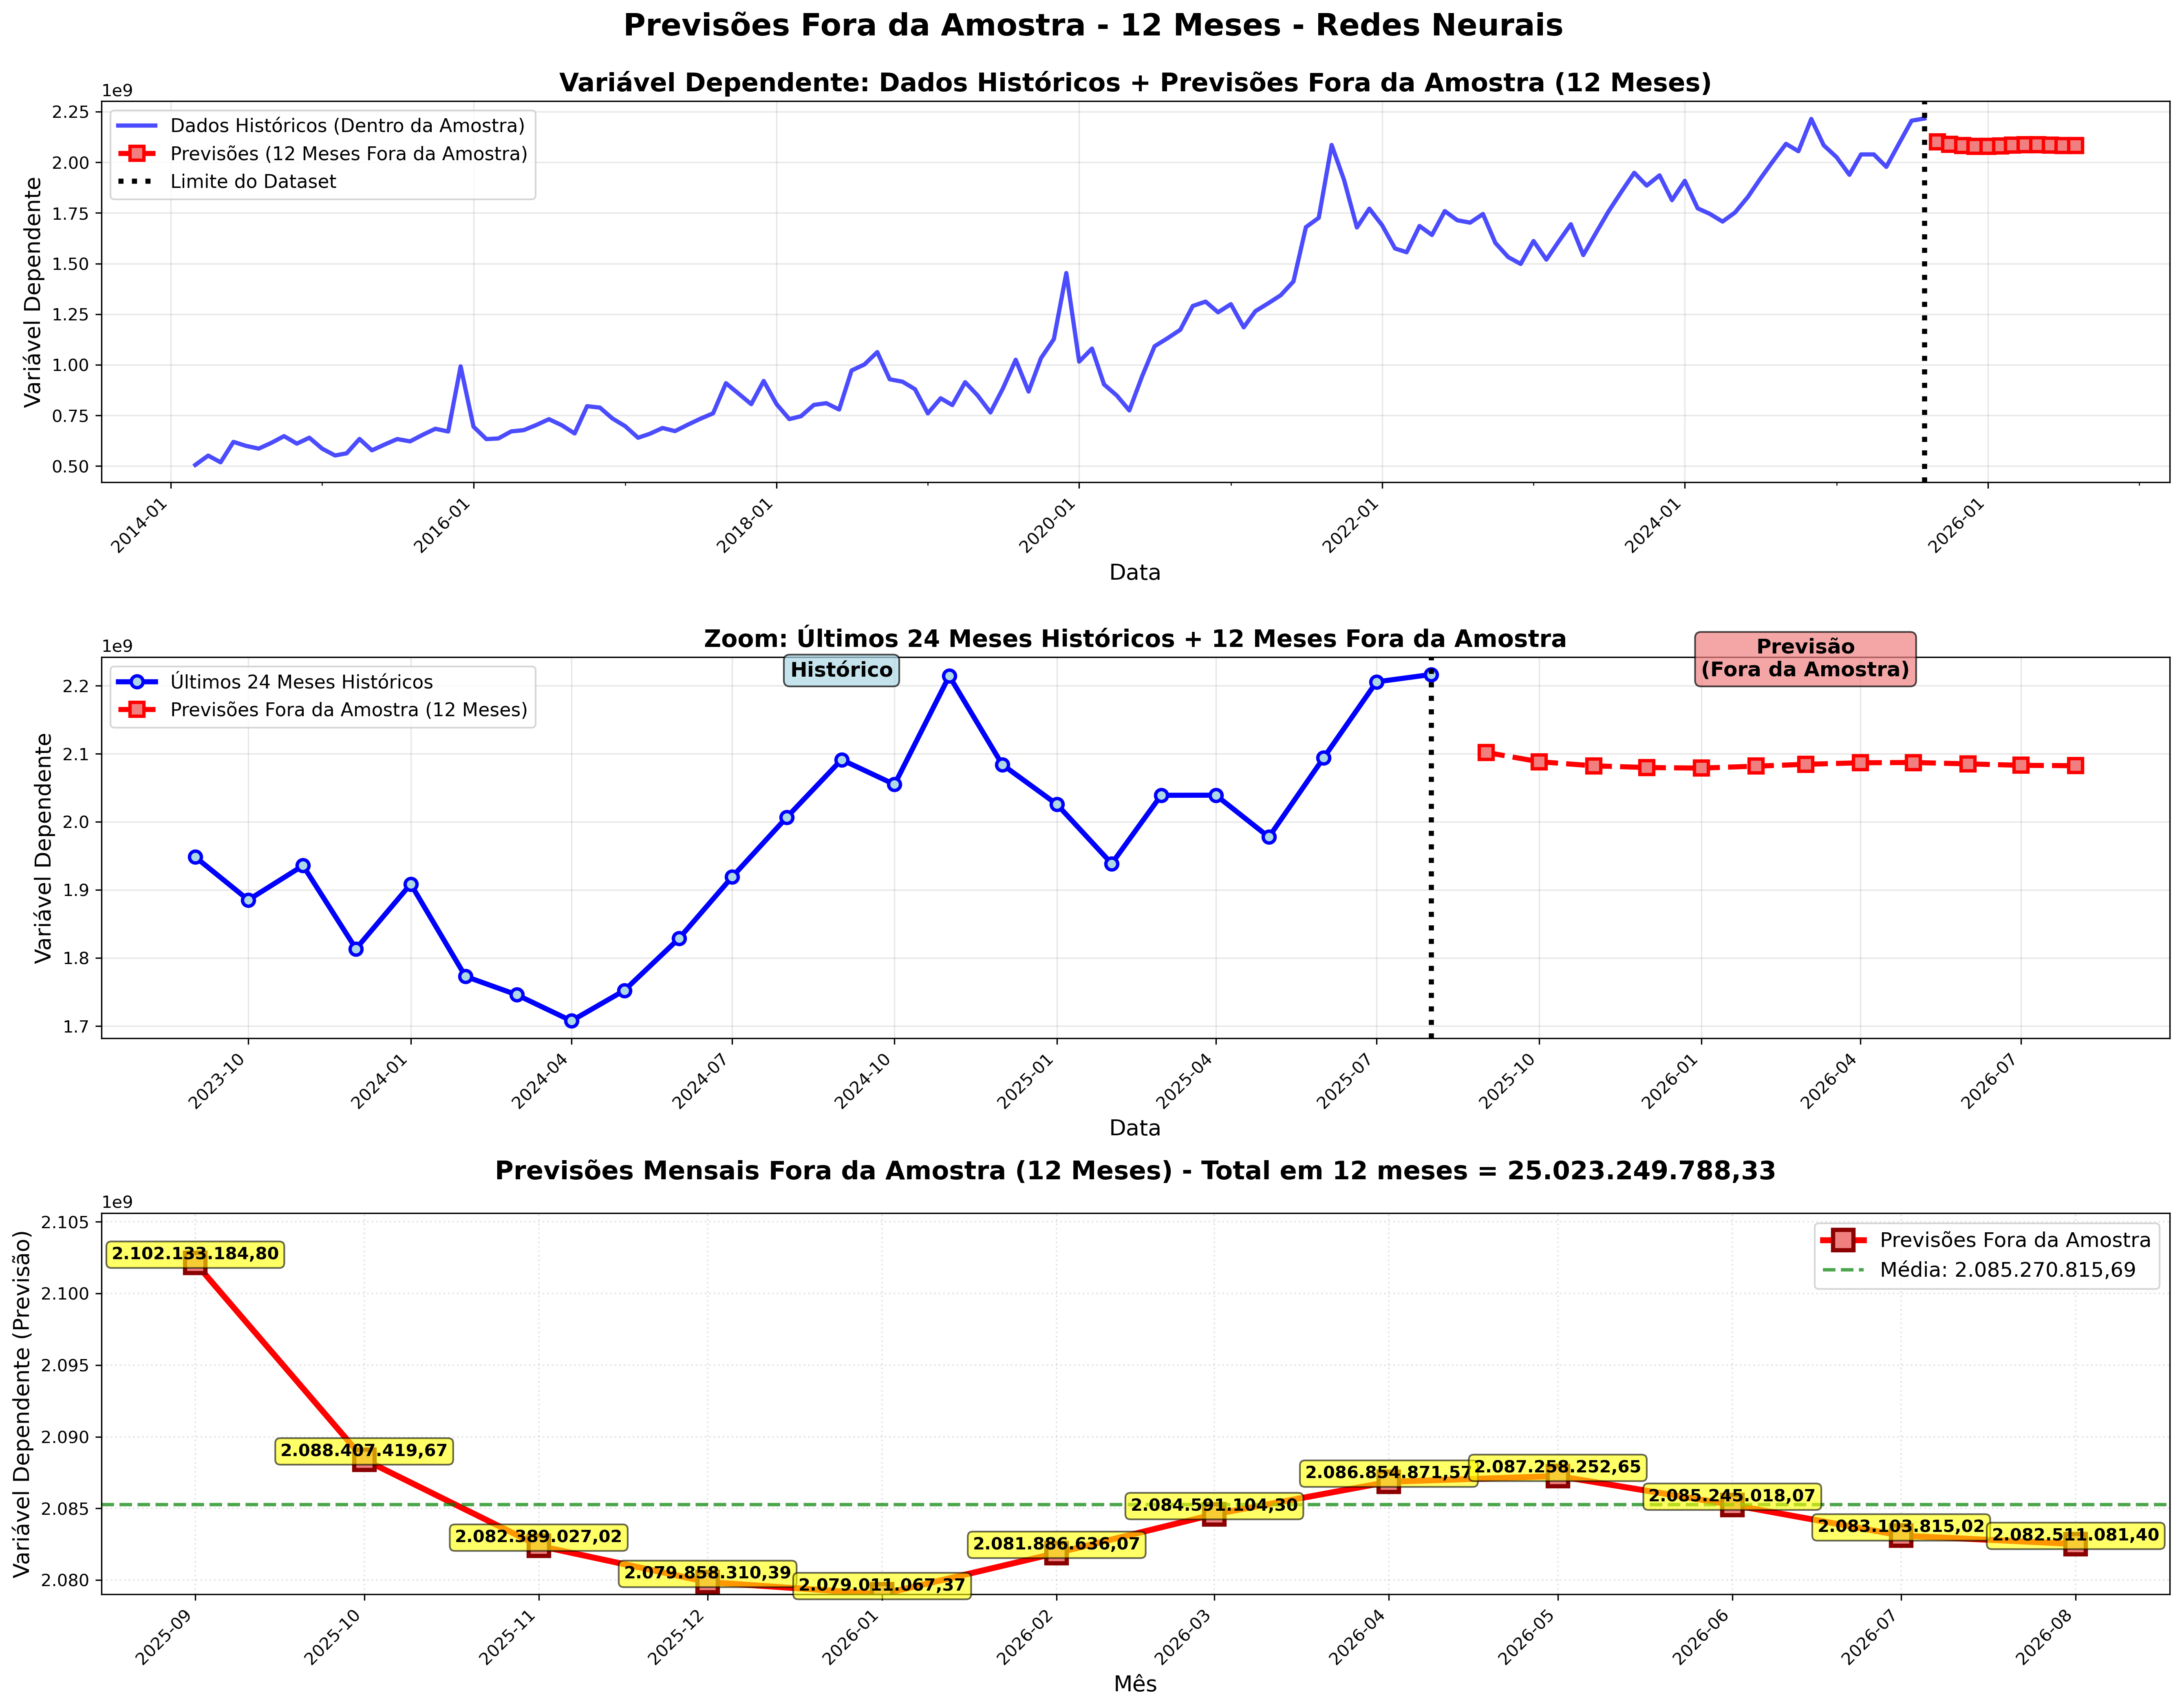 Previsões Fora da Amostra - 12 Meses - Redes Neurais
Variável Dependente: Dados Históricos + Previsões Fora da Amostra (12 Meses)
1e9
Dados Históricos (Dentro da Amostra)
Previsões (12 Meses Fora da Amostra)
Limite do Dataset
Variável Dependente
2.25
2.00
1.75
1.50
1.25
1.00
0.75
0.50
2014-01
2016-01
2018-01
2020-01
2022-01
2024-01
2026-01
Data
Zoom: Últimos 24 Meses Históricos + 12 Meses Fora da Amostra
1e9
Últimos 24 Meses Históricos
Previsões Fora da Amostra (12 Meses)
Histórico
Previsão
(Fora da Amostra)
Variável Dependente
2.2
2.1
2.0
1.9
1.8
1.7
2023-10
2024-01
2024-04
2024-07
2024-10
2025-01
2025-04
2025-07
2025-10
2026-01
2026-04
2026-07
Data
Previsões Mensais Fora da Amostra (12 Meses) - Total em 12 meses = 25.023.249.788,33
1e9
Previsões Fora da Amostra
Média: 2.085.270.815,69
Variável Dependente (Previsão)
2.105
2.100
2.095
2.090
2.085
2.080
2.102.133.184,80
2.088.407.419,67
2.082.389.027,02
2.079.858.310,39
2.079.011.067,37
2.081.886.636,07
2.084.591.104,30
2.086.854.871,57
2.087.258.252,65
2.085.245.018,07
2.083.103.815,02
2.082.511.081,40
2025-09
2025-10
2025-11
2025-12
2026-01
2026-02
2026-03
2026-04
2026-05
2026-06
2026-07
2026-08
Mês